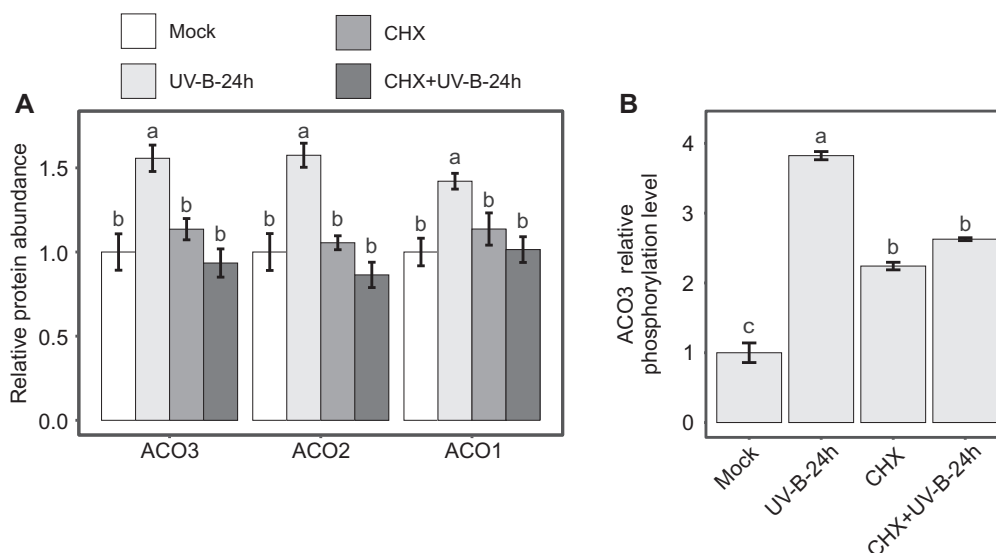 Mock
CHX
UV-B-24h
CHX+UV-B-24h
A
Relative protein abundance
1.5
1.0
0.5
0.0
b
a
b
b
b
a
b
b
b
a
b
b
ACO3
ACO2
ACO1
B
ACO3 relative
phosphorylation level
4
3
2
1
0
c
a
b
b
Mock
UV-B-24h
CHX
CHX+UV-B-24h